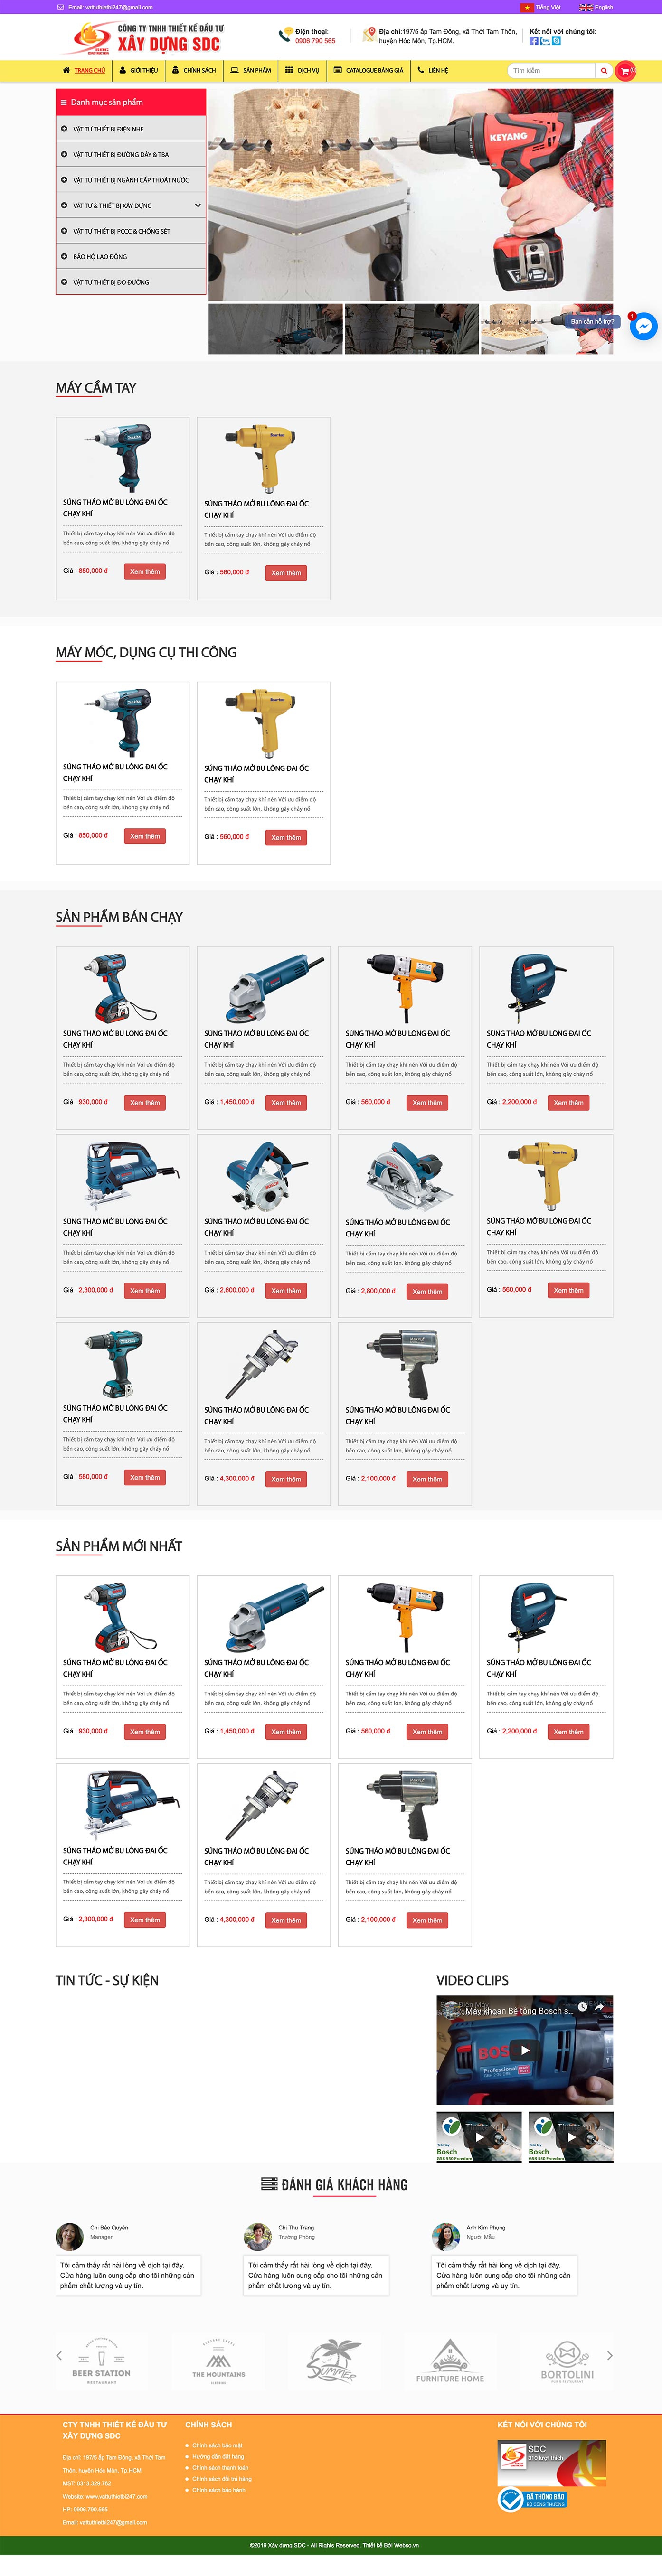 Email: vattuthietbi247@gmail.com
Tiếng Việt
English
CÔNG TY TNHH THIẾT KẾ ĐẦU TƯ
XÂY DỰNG SDC
Điện thoại:
0906 790 565
Địa chỉ:197/5 ấp Tam Đông, xã Thới Tam Thôn,
huyện Hóc Môn, Tp.HCM.
Kết nối với chúng tôi:
TRANG CHỦ
GIỚI THIỆU
CHÍNH SÁCH
SẢN PHẨM
DỊCH VỤ
CATALOGUE BẢNG GIÁ
LIÊN HỆ
Tìm kiếm
(0)
Danh mục sản phẩm
VẬT TƯ THIẾT BỊ ĐIỆN NHẸ
VẬT TƯ THIẾT BỊ ĐƯỜNG DÂY & TBA
VẬT TƯ THIẾT BỊ NGÀNH CẤP THOÁT NƯỚC
VẬT TƯ & THIẾT BỊ XÂY DỰNG
VẬT TƯ THIẾT BỊ PCCC & CHỐNG SÉT
BẢO HỘ LAO ĐỘNG
VẬT TƯ THIẾT BỊ ĐO ĐƯỜNG
KEYANG
Bạn cần hỗ trợ?
1
MÁY CẦM TAY
SÚNG THÁO MỞ BU LÔNG ĐAI ỐC
CHẠY KHÍ
Thiết bị cầm tay chạy khí nén Với ưu điểm độ
bền cao, công suất lớn, không gây cháy nổ
Giá : 850,000 đ
Xem thêm
SÚNG THÁO MỞ BU LÔNG ĐAI ỐC
CHẠY KHÍ
Thiết bị cầm tay chạy khí nén Với ưu điểm độ
bền cao, công suất lớn, không gây cháy nổ
Giá : 560,000 đ
Xem thêm
MÁY MÓC, DỤNG CỤ THI CÔNG
SÚNG THÁO MỞ BU LÔNG ĐAI ỐC
CHẠY KHÍ
Thiết bị cầm tay chạy khí nén Với ưu điểm độ
bền cao, công suất lớn, không gây cháy nổ
Giá : 850,000 đ
Xem thêm
SÚNG THÁO MỞ BU LÔNG ĐAI ỐC
CHẠY KHÍ
Thiết bị cầm tay chạy khí nén Với ưu điểm độ
bền cao, công suất lớn, không gây cháy nổ
Giá : 560,000 đ
Xem thêm
SẢN PHẨM BÁN CHẠY
SÚNG THÁO MỞ BU LÔNG ĐAI ỐC
CHẠY KHÍ
Thiết bị cầm tay chạy khí nén Với ưu điểm độ
bền cao, công suất lớn, không gây cháy nổ
Giá : 930,000 đ
Xem thêm
SÚNG THÁO MỞ BU LÔNG ĐAI ỐC
CHẠY KHÍ
Thiết bị cầm tay chạy khí nén Với ưu điểm độ
bền cao, công suất lớn, không gây cháy nổ
Giá : 1,450,000 đ
Xem thêm
SÚNG THÁO MỞ BU LÔNG ĐAI ỐC
CHẠY KHÍ
Thiết bị cầm tay chạy khí nén Với ưu điểm độ
bền cao, công suất lớn, không gây cháy nổ
Giá : 560,000 đ
Xem thêm
SÚNG THÁO MỞ BU LÔNG ĐAI ỐC
CHẠY KHÍ
Thiết bị cầm tay chạy khí nén Với ưu điểm độ
bền cao, công suất lớn, không gây cháy nổ
Giá : 2,200,000 đ
Xem thêm
SÚNG THÁO MỞ BU LÔNG ĐAI ỐC
CHẠY KHÍ
Thiết bị cầm tay chạy khí nén Với ưu điểm độ
bền cao, công suất lớn, không gây cháy nổ
Giá : 2,300,000 đ
Xem thêm
SÚNG THÁO MỞ BU LÔNG ĐAI ỐC
CHẠY KHÍ
Thiết bị cầm tay chạy khí nén Với ưu điểm độ
bền cao, công suất lớn, không gây cháy nổ
Giá : 2,600,000 đ
Xem thêm
SÚNG THÁO MỞ BU LÔNG ĐAI ỐC
CHẠY KHÍ
Thiết bị cầm tay chạy khí nén Với ưu điểm độ
bền cao, công suất lớn, không gây cháy nổ
Giá : 2,800,000 đ
Xem thêm
SÚNG THÁO MỞ BU LÔNG ĐAI ỐC
CHẠY KHÍ
Thiết bị cầm tay chạy khí nén Với ưu điểm độ
bền cao, công suất lớn, không gây cháy nổ
Giá : 560,000 đ
Xem thêm
SÚNG THÁO MỞ BU LÔNG ĐAI ỐC
CHẠY KHÍ
Thiết bị cầm tay chạy khí nén Với ưu điểm độ
bền cao, công suất lớn, không gây cháy nổ
Giá : 580,000 đ
Xem thêm
SÚNG THÁO MỞ BU LÔNG ĐAI ỐC
CHẠY KHÍ
Thiết bị cầm tay chạy khí nén Với ưu điểm độ
bền cao, công suất lớn, không gây cháy nổ
Giá : 4,300,000 đ
Xem thêm
SÚNG THÁO MỞ BU LÔNG ĐAI ỐC
CHẠY KHÍ
Thiết bị cầm tay chạy khí nén Với ưu điểm độ
bền cao, công suất lớn, không gây cháy nổ
Giá : 2,100,000 đ
Xem thêm
SẢN PHẨM MỚI NHẤT
SÚNG THÁO MỞ BU LÔNG ĐAI ỐC
CHẠY KHÍ
Thiết bị cầm tay chạy khí nén Với ưu điểm độ
bền cao, công suất lớn, không gây cháy nổ
Giá : 930,000 đ
Xem thêm
SÚNG THÁO MỞ BU LÔNG ĐAI ỐC
CHẠY KHÍ
Thiết bị cầm tay chạy khí nén Với ưu điểm độ
bền cao, công suất lớn, không gây cháy nổ
Giá : 1,450,000 đ
Xem thêm
SÚNG THÁO MỞ BU LÔNG ĐAI ỐC
CHẠY KHÍ
Thiết bị cầm tay chạy khí nén Với ưu điểm độ
bền cao, công suất lớn, không gây cháy nổ
Giá : 560,000 đ
Xem thêm
SÚNG THÁO MỞ BU LÔNG ĐAI ỐC
CHẠY KHÍ
Thiết bị cầm tay chạy khí nén Với ưu điểm độ
bền cao, công suất lớn, không gây cháy nổ
Giá : 2,200,000 đ
Xem thêm
SÚNG THÁO MỞ BU LÔNG ĐAI ỐC
CHẠY KHÍ
Thiết bị cầm tay chạy khí nén Với ưu điểm độ
bền cao, công suất lớn, không gây cháy nổ
Giá : 2,300,000 đ
Xem thêm
SÚNG THÁO MỞ BU LÔNG ĐAI ỐC
CHẠY KHÍ
Thiết bị cầm tay chạy khí nén Với ưu điểm độ
bền cao, công suất lớn, không gây cháy nổ
Giá : 4,300,000 đ
Xem thêm
SÚNG THÁO MỞ BU LÔNG ĐAI ỐC
CHẠY KHÍ
Thiết bị cầm tay chạy khí nén Với ưu điểm độ
bền cao, công suất lớn, không gây cháy nổ
Giá : 2,100,000 đ
Xem thêm
TIN TỨC - SỰ KIỆN
VIDEO CLIPS
Máy khoan Bê tông Bosch s...
BOS
Professional
Bosch
GSB 550 Freedom
Bosch
GSB 550 Freedom
ĐÁNH GIÁ KHÁCH HÀNG
Chị Bảo Quyên
Manager
Tôi cảm thấy rất hài lòng về dịch tại đây.
Cửa hàng luôn cung cấp cho tôi những sản
phẩm chất lượng và uy tín.
Chị Thu Trang
Trưởng Phòng
Tôi cảm thấy rất hài lòng về dịch tại đây.
Cửa hàng luôn cung cấp cho tôi những sản
phẩm chất lượng và uy tín.
Anh Kim Phụng
Người Mẫu
Tôi cảm thấy rất hài lòng về dịch tại đây.
Cửa hàng luôn cung cấp cho tôi những sản
phẩm chất lượng và uy tín.
BEER STATION
RESTAURANT
THE MOUNTAINS
SUMMER
FURNITURE HOME
BORTOLINI
CTY TNHH THIẾT KẾ ĐẦU TƯ
XÂY DỰNG SDC
Địa chỉ: 197/5 ấp Tam Đông, xã Thới Tam
Thôn, huyện Hóc Môn, Tp.HCM
MST: 0313.329.762
Website: www.vattuthietbi247.com
HP: 0906.790.565
Email: vattuthietbi247@gmail.com
CHÍNH SÁCH
Chính sách bảo mật
Hướng dẫn đặt hàng
Chính sách thanh toán
Chính sách đổi trả hàng
Chính sách bảo hành
KẾT NỐI VỚI CHÚNG TÔI
SDC
310 lượt thích
ĐÃ THÔNG BÁO
BỘ CÔNG THƯƠNG
©2019 Xây dựng SDC - All Rights Reserved. Thiết kế Bởi Webso.vn